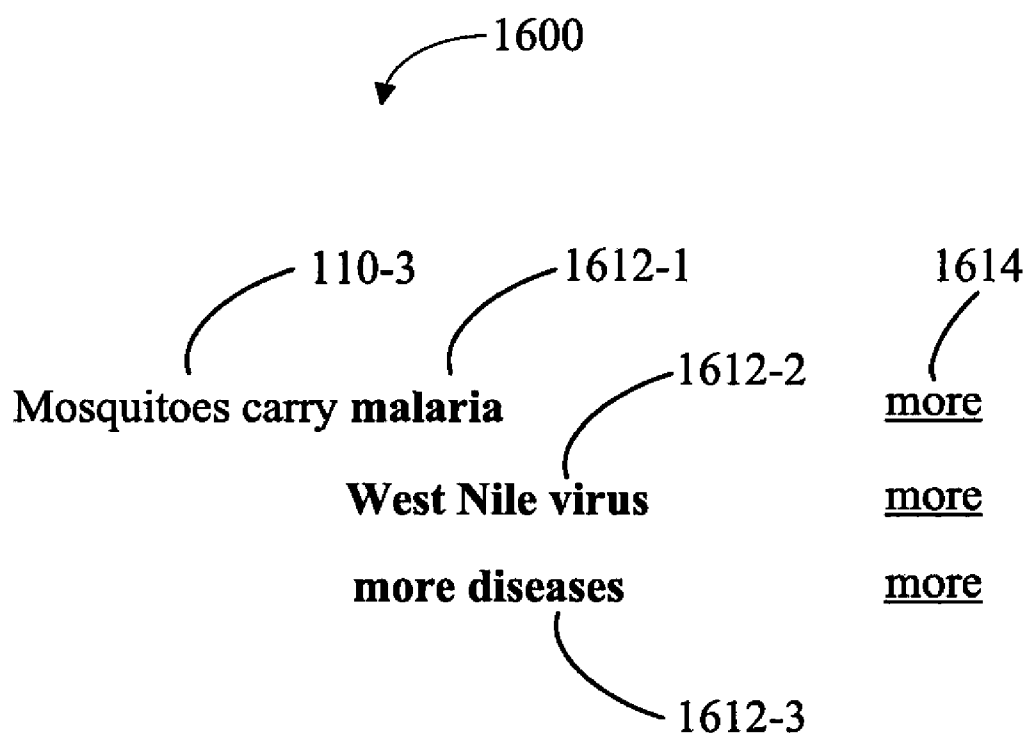 1600
110-3 1612-1 1614
1612-2
Mosquitoes carry malaria more
West Nile virus more
more diseases more
1612-3